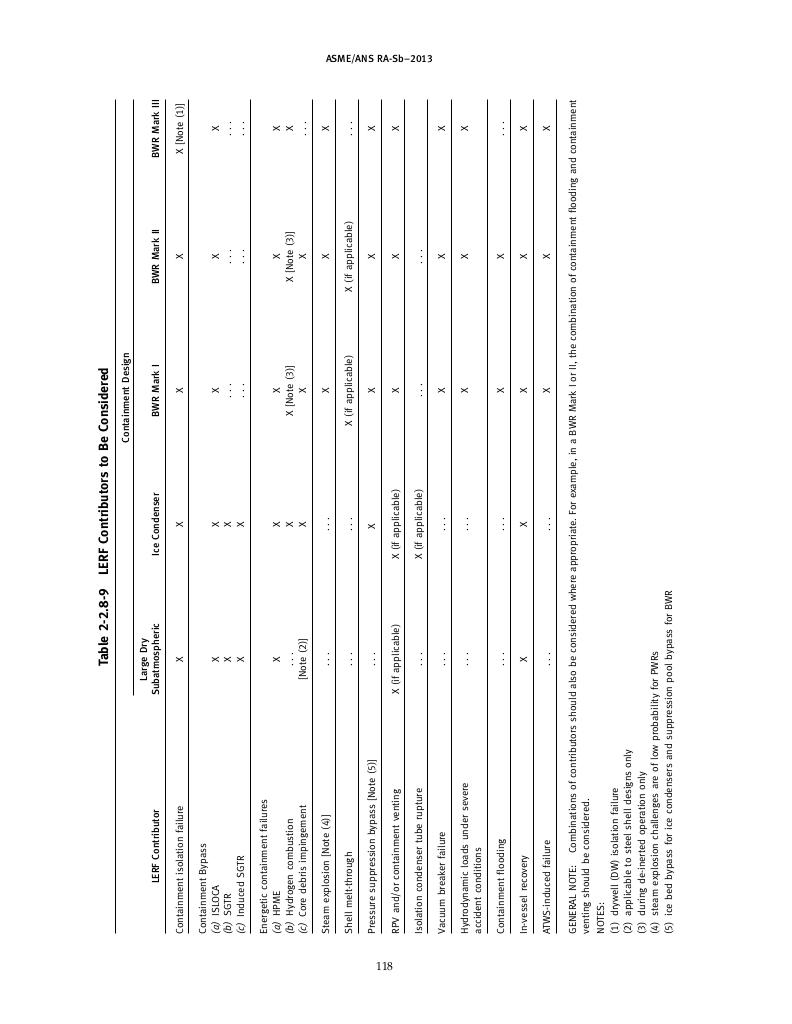 ASME/ANS RA-Sb–2013
Table 2-2.8-9 LERF Contributors to Be Considered
Containment Design
LERF Contributor Large Dry Subatmospheric Ice Condenser BWR Mark I BWR Mark II BWR Mark III
Containment isolation failure X X X X X [Note (1)]
Containment Bypass
(a) ISLOCA X X X X X
(b) SGTR X X ... ... ...
(c) Induced SGTR X X ... ... ...
Energetic containment failures
(a) HPME X X X X X
(b) Hydrogen combustion ... X X [Note (3)] X [Note (3)] X
(c) Core debris impingement [Note (2)] X X X ...
Steam explosion [Note (4)] ... ... X X X
Shell melt-through ... ... X (if applicable) X (if applicable) ...
Pressure suppression bypass [Note (5)] ... X X X X
RPV and/or containment venting X (if applicable) X (if applicable) X X X
Isolation condenser tube rupture ... X (if applicable) ... ...
Vacuum breaker failure ... ... X X X
Hydrodynamic loads under severe ... ... X X X
accident conditions
Containment flooding ... ... X X ...
In-vessel recovery X X X X X
ATWS-induced failure ... ... X X X
GENERAL NOTE: Combinations of contributors should also be considered where appropriate. For example, in a BWR Mark I or II, the combination of containment flooding and containment
venting should be considered.
NOTES:
(1) drywell (DW) isolation failure
(2) applicable to steel shell designs only
(3) during de-inerted operation only
(4) steam explosion challenges are of low probability for PWRs
(5) ice bed bypass for ice condensers and suppression pool bypass for BWR
118